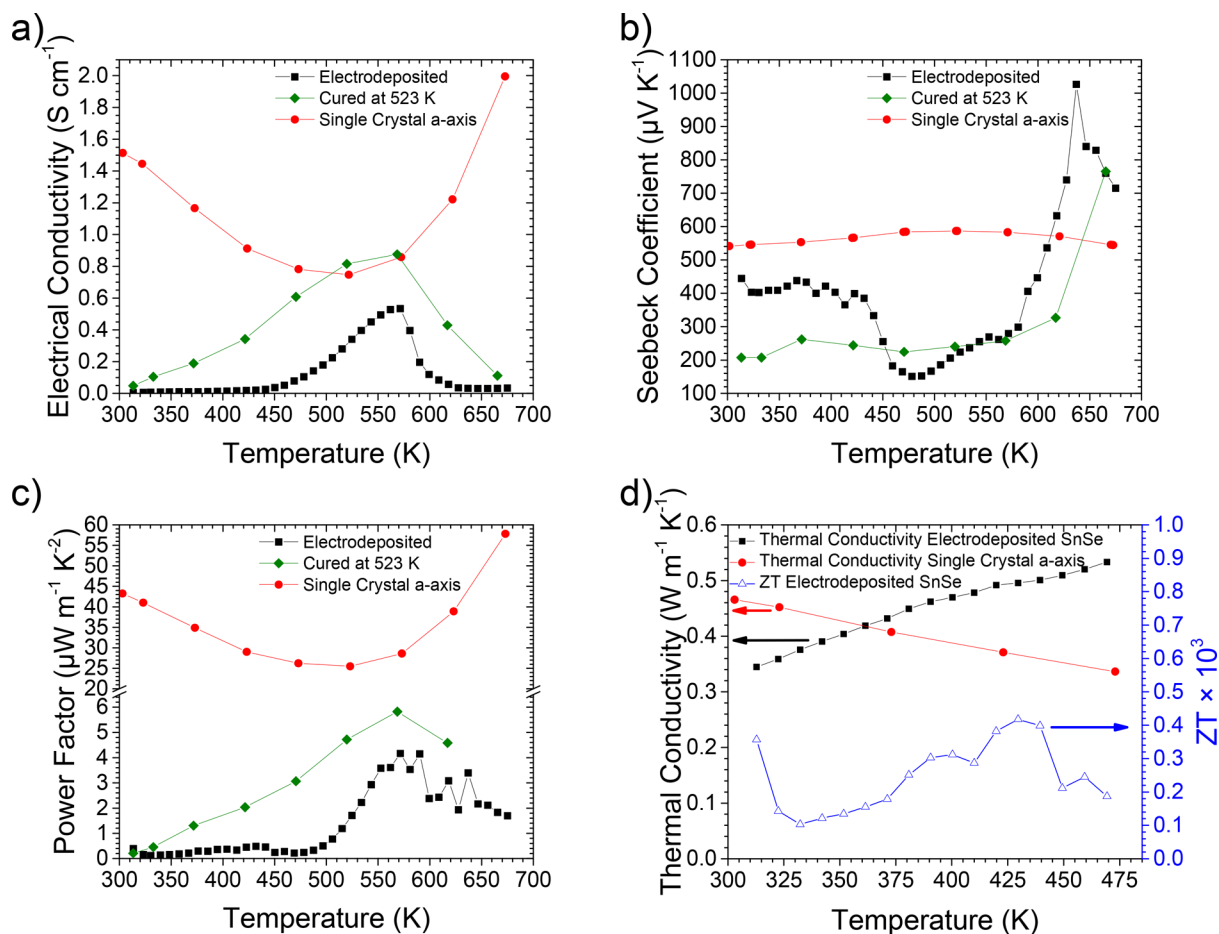 a)
Electrical Conductivity (S cm⁻¹)
2.0
1.8
1.6
1.4
1.2
1.0
0.8
0.6
0.4
0.2
0.0
Electrodeposited
Cured at 523 K
Single Crystal a-axis
300 350 400 450 500 550 600 650 700
Temperature (K)
b)
Seebeck Coefficient (µV K⁻¹)
1100
1000
900
800
700
600
500
400
300
200
100
Electrodeposited
Cured at 523 K
Single Crystal a-axis
300 350 400 450 500 550 600 650 700
Temperature (K)
c)
Power Factor (µW m⁻¹ K⁻²)
60
55
50
45
40
35
30
25
20
6
5
4
3
2
1
0
Electrodeposited
Cured at 523 K
Single Crystal a-axis
300 350 400 450 500 550 600 650 700
Temperature (K)
d)
Thermal Conductivity (W m⁻¹ K⁻¹)
0.6
0.5
0.4
0.3
0.2
0.1
0.0
Thermal Conductivity Electrodeposited SnSe
Thermal Conductivity Single Crystal a-axis
ZT Electrodeposited SnSe
1.0
0.9
0.8
0.7
0.6
0.5
0.4
0.3
0.2
0.1
0.0
ZT × 10³
300 325 350 375 400 425 450 475
Temperature (K)